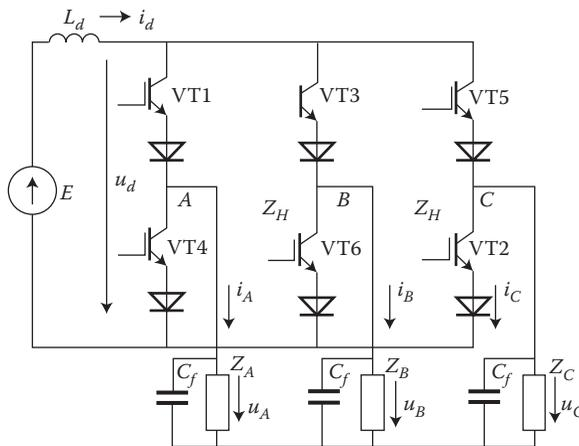 L_d i_d
VT1 VT3 VT5
E u_d A Z_H B Z_H C
VT4 VT6 VT2
i_A i_B i_C
C_f Z_A C_f Z_B C_f Z_C
u_A u_B u_C